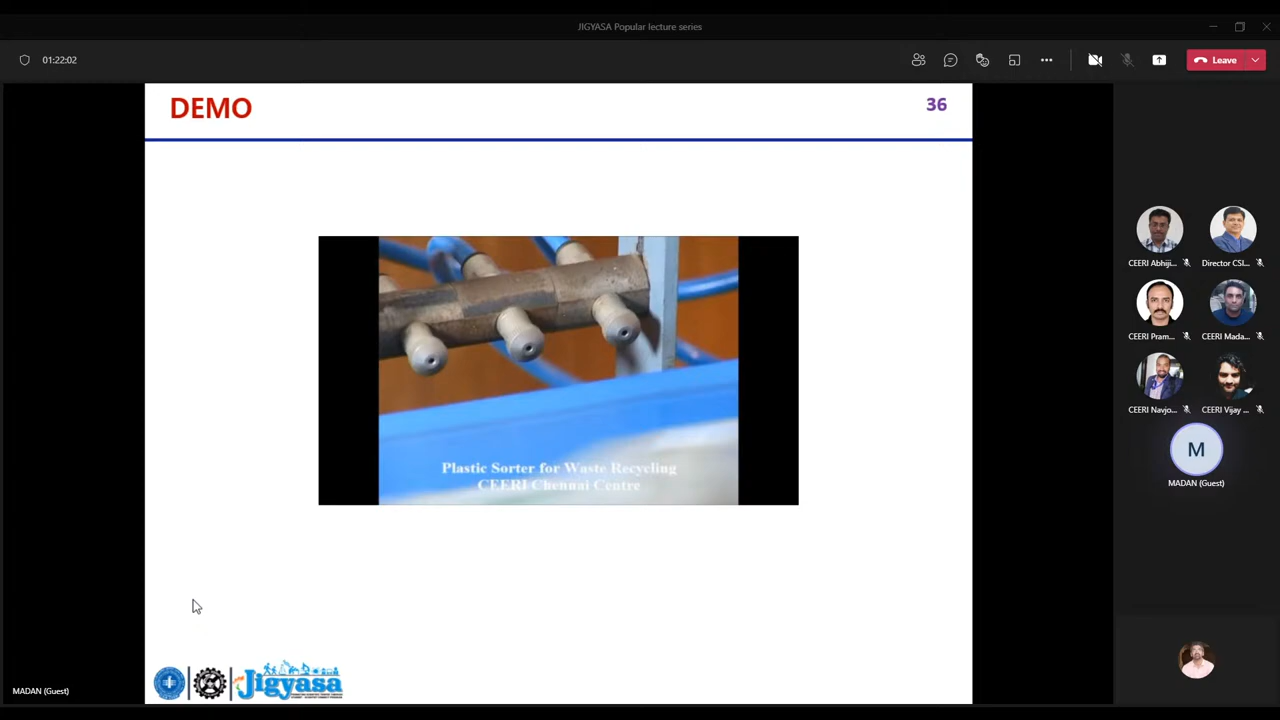 JIGYASA Popular lecture series
01:22:02
Leave
DEMO
36
Plastic Sorter for Waste Recycling
CEERI Chennai Centre
CEERI Abhiji...
Director CSI...
CEERI Pram...
CEERI Mada...
CEERI Navjo...
CEERI Vijay ...
M
MADAN (Guest)
Jigyasa
MADAN (Guest)